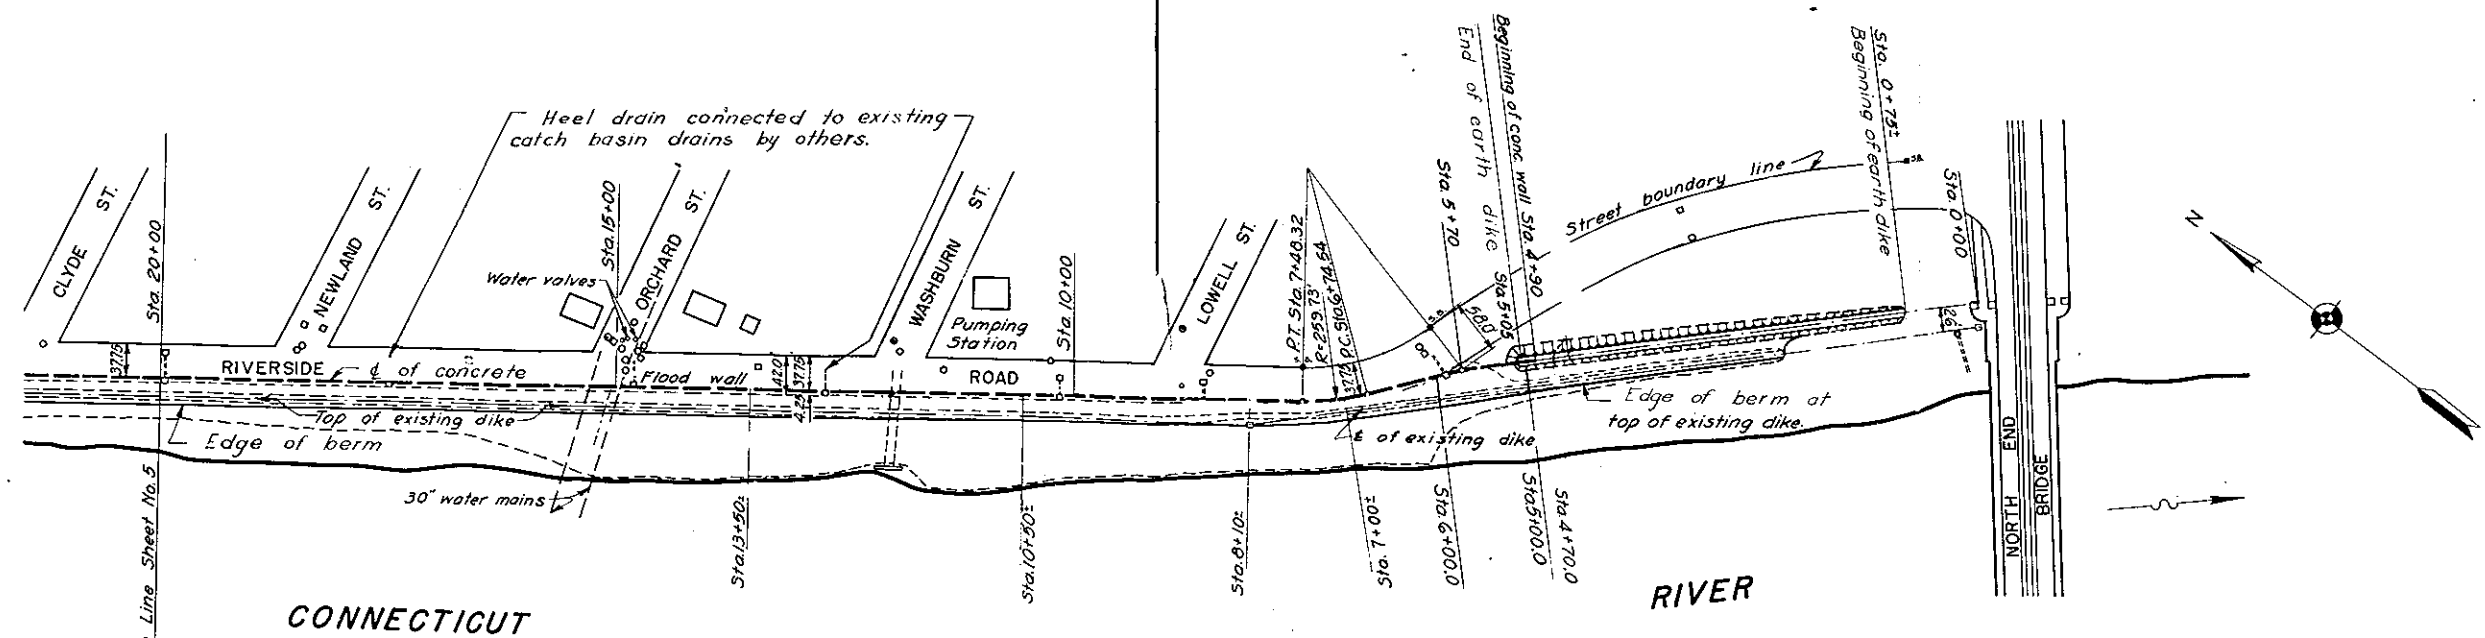 Heel drain connected to existing
catch basin drains by others.
CLYDE ST.
Sta. 20+00
NEWLAND ST.
Water valves
Sta. 15+00
ORCHARD ST.
WASHBURN ST.
Pumping
Station
Sta. 10+00
LOWELL ST.
P.T. Sta. 7+48.32
R=259.73'
P.C. Sta. 6+74.64
37.75
Sta. 5+70
End of earth dike Sta. 5+05
Beginning of conc. wall Sta. 4+90
58.0
Street boundary line
S.B.
S.B.
Sta. 0+75±
Beginning of earth dike
Sta. 0+00
N
37.75
RIVERSIDE
℄ of concrete
Flood wall
42.0
37.75
4.25
ROAD
26
Top of existing dike
Edge of berm
℄ of existing dike
Edge of berm at
top of existing dike.
30" water mains
Line Sheet No. 5
Sta. 13+50±
Sta. 10+50±
Sta. 8+10±
Sta. 7+00±
Sta. 6+00.0
Sta. 5+00.0
Sta. 4+70.0
NORTH END
BRIDGE
CONNECTICUT
RIVER